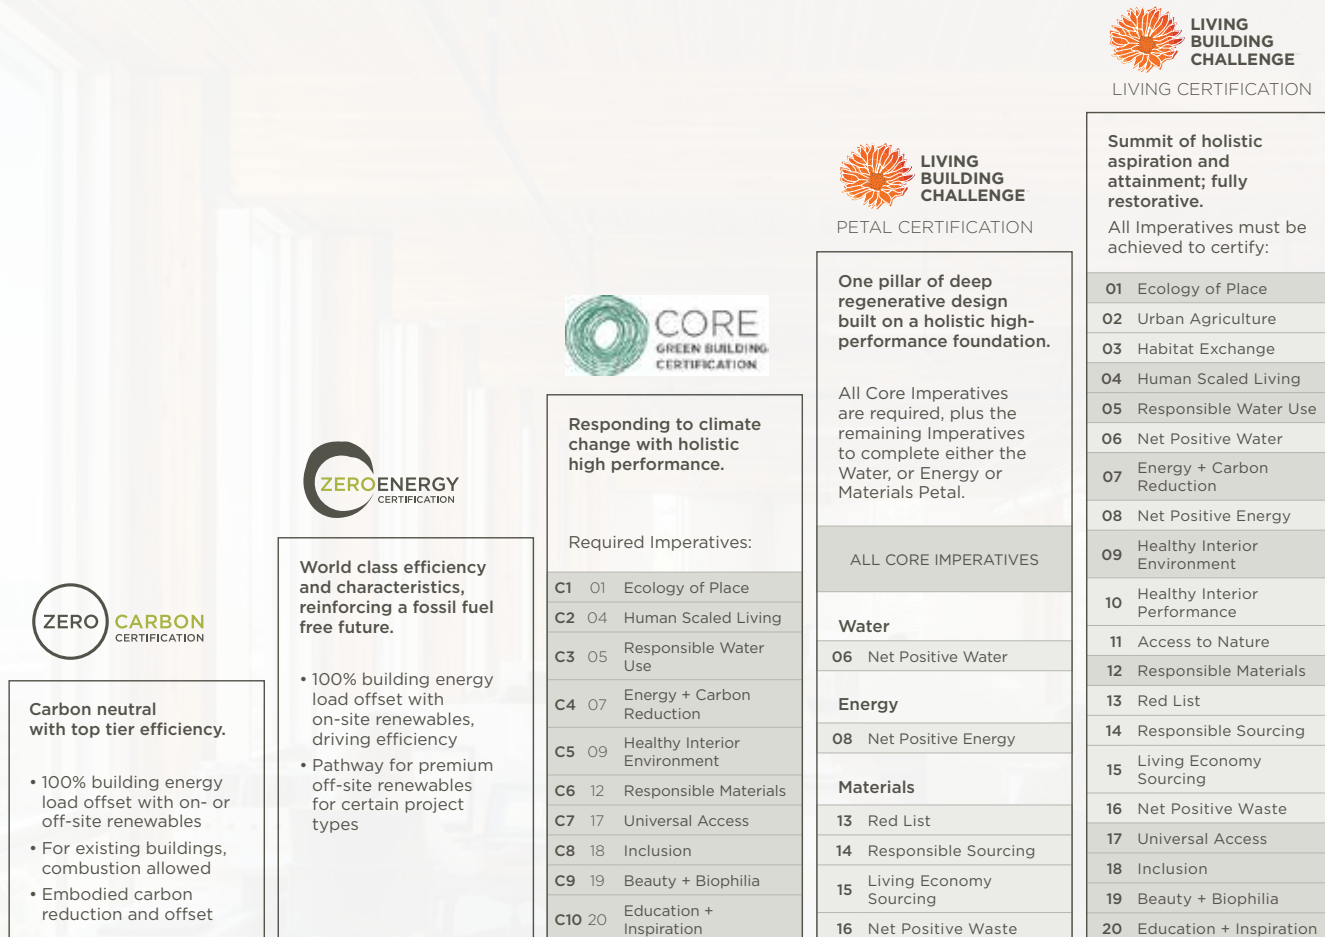 ZERO CARBON
CERTIFICATION
Carbon neutral
with top tier efficiency.
• 100% building energy
load offset with on- or
off-site renewables
• For existing buildings,
combustion allowed
• Embodied carbon
reduction and offset
ZEROENERGY
CERTIFICATION
World class efficiency
and characteristics,
reinforcing a fossil fuel
free future.
• 100% building energy
load offset with
on-site renewables,
driving efficiency
• Pathway for premium
off-site renewables
for certain project
types
CORE
GREEN BUILDING
CERTIFICATION
Responding to climate
change with holistic
high performance.
Required Imperatives:
C1 01 Ecology of Place
C2 04 Human Scaled Living
C3 05 Responsible Water
Use
C4 07 Energy + Carbon
Reduction
C5 09 Healthy Interior
Environment
C6 12 Responsible Materials
C7 17 Universal Access
C8 18 Inclusion
C9 19 Beauty + Biophilia
C10 20 Education +
Inspiration
LIVING
BUILDING
CHALLENGE
PETAL CERTIFICATION
One pillar of deep
regenerative design
built on a holistic high-
performance foundation.
All Core Imperatives
are required, plus the
remaining Imperatives
to complete either the
Water, or Energy or
Materials Petal.
ALL CORE IMPERATIVES
Water
06 Net Positive Water
Energy
08 Net Positive Energy
Materials
13 Red List
14 Responsible Sourcing
15 Living Economy
Sourcing
16 Net Positive Waste
LIVING
BUILDING
CHALLENGE
LIVING CERTIFICATION
Summit of holistic
aspiration and
attainment; fully
restorative.
All Imperatives must be
achieved to certify:
01 Ecology of Place
02 Urban Agriculture
03 Habitat Exchange
04 Human Scaled Living
05 Responsible Water Use
06 Net Positive Water
07 Energy + Carbon
Reduction
08 Net Positive Energy
09 Healthy Interior
Environment
10 Healthy Interior
Performance
11 Access to Nature
12 Responsible Materials
13 Red List
14 Responsible Sourcing
15 Living Economy
Sourcing
16 Net Positive Waste
17 Universal Access
18 Inclusion
19 Beauty + Biophilia
20 Education + Inspiration